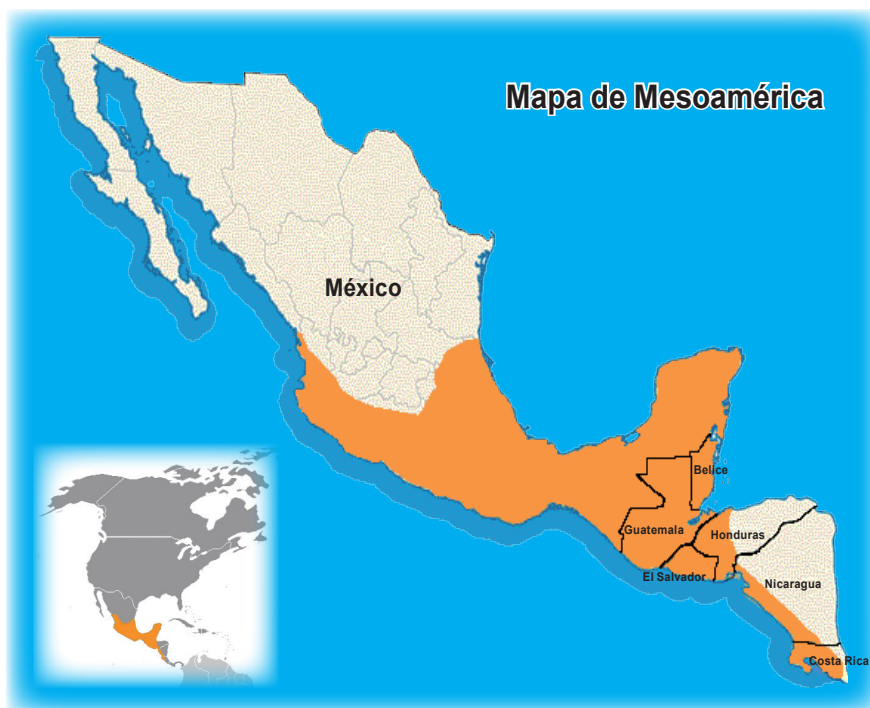 Mapa de Mesoamérica
México
Belice
Guatemala
Honduras
El Salvador
Nicaragua
Costa Rica